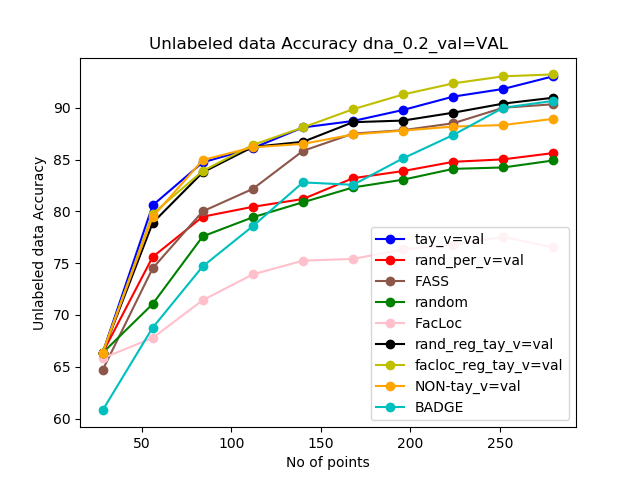 Unlabeled data Accuracy dna_0.2_val=VAL
Unlabeled data Accuracy
90
85
80
75
70
65
60
50
100
150
200
250
No of points
tay_v=val
rand_per_v=val
FASS
random
FacLoc
rand_reg_tay_v=val
facloc_reg_tay_v=val
NON-tay_v=val
BADGE